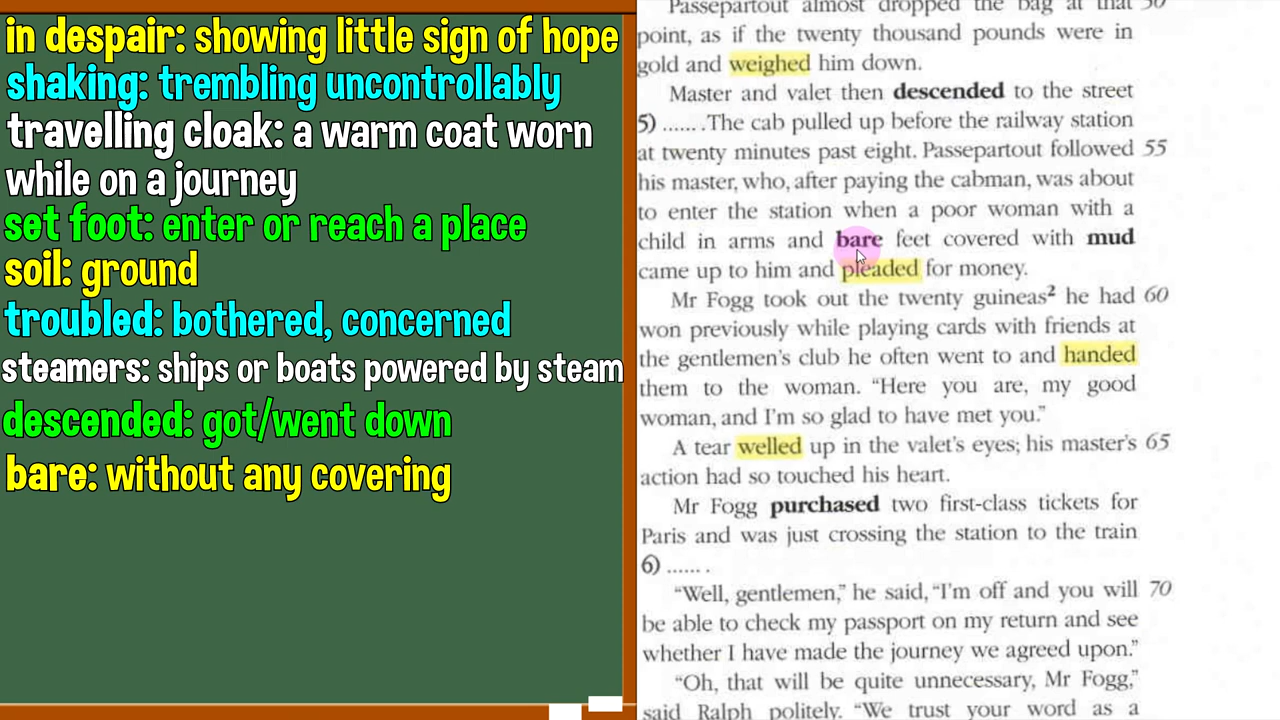 in despair: showing little sign of hope
shaking: trembling uncontrollably
travelling cloak: a warm coat worn
while on a journey
set foot: enter or reach a place
soil: ground
troubled: bothered, concerned
steamers: ships or boats powered by steam
descended: got/went down
bare: without any covering
Passepartout almost dropped the bag at that 50
point, as if the twenty thousand pounds were in
gold and weighed him down.
Master and valet then descended to the street
5) ...... .The cab pulled up before the railway station
at twenty minutes past eight. Passepartout followed 55
his master, who, after paying the cabman, was about
to enter the station when a poor woman with a
child in arms and bare feet covered with mud
came up to him and pleaded for money.
Mr Fogg took out the twenty guineas² he had 60
won previously while playing cards with friends at
the gentlemen's club he often went to and handed
them to the woman. “Here you are, my good
woman, and I'm so glad to have met you.”
A tear welled up in the valet's eyes; his master's 65
action had so touched his heart.
Mr Fogg purchased two first-class tickets for
Paris and was just crossing the station to the train
6) ...... .
“Well, gentlemen,” he said, “I'm off and you will 70
be able to check my passport on my return and see
whether I have made the journey we agreed upon.”
“Oh, that will be quite unnecessary, Mr Fogg,”
said Ralph politely. “We trust your word as a